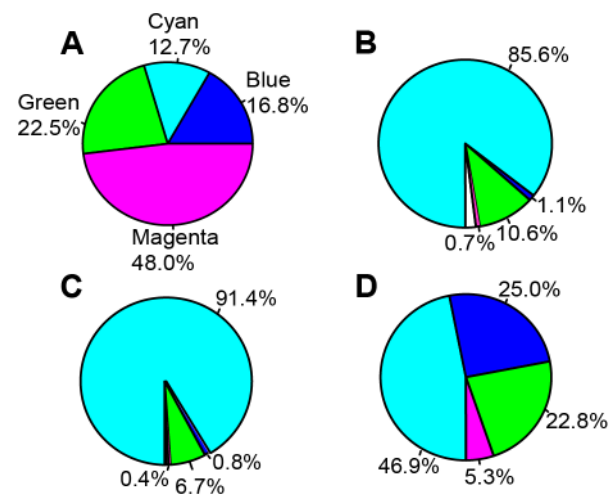 A
Cyan
12.7%
Blue
16.8%
Green
22.5%
Magenta
48.0%
B
85.6%
1.1%
10.6%
0.7%
C
91.4%
0.8%
6.7%
0.4%
D
25.0%
22.8%
5.3%
46.9%